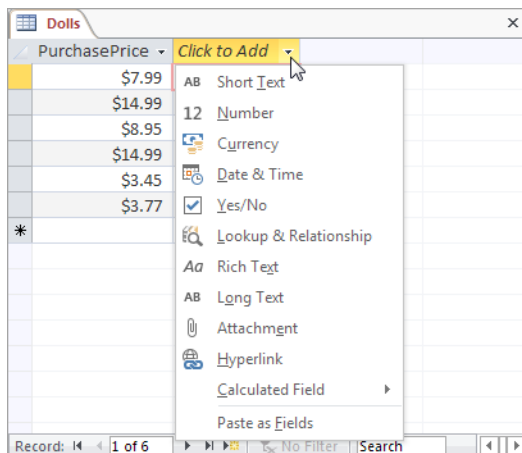 Dolls
PurchasePrice Click to Add
$7.99
$14.99
$8.95
$14.99
$3.45
$3.77
AB Short Text
12 Number
Currency
Date & Time
Yes/No
Lookup & Relationship
Aa Rich Text
AB Long Text
Attachment
Hyperlink
Calculated Field
Paste as Fields
Record: 1 of 6 No Filter Search